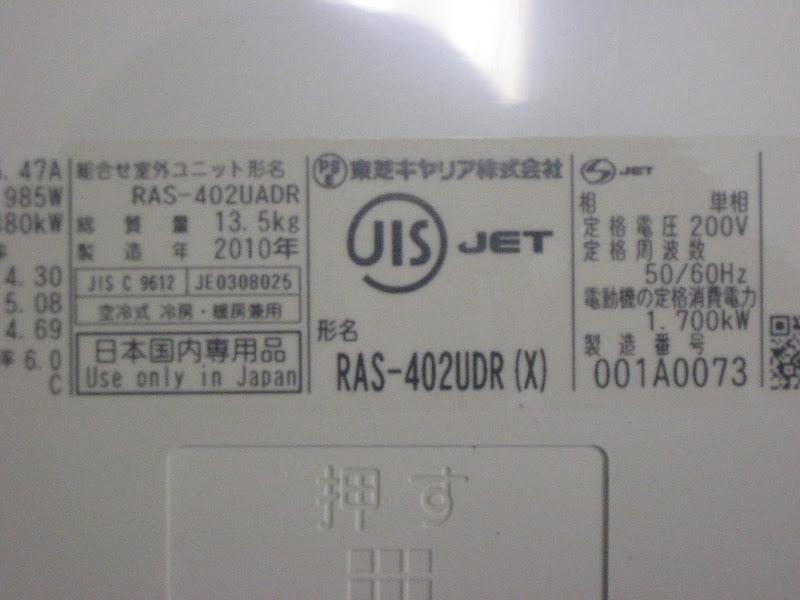 .47A
985W
480kW
率
4.30
5.08
4.69
率 6.0
C
組合せ室外ユニット形名
RAS-402UADR
総 質 量 13.5kg
製 造 年 2010年
JIS C 9612 JE0308025
空冷式 冷房・暖房兼用
日本国内専用品
Use only in Japan
PS E 東芝キヤリア株式会社
JIS JET
形名
RAS-402UDR (X)
S JET
相 単相
定格電圧 200V
定格周波数
50/60Hz
電動機の定格消費電力
1.700kW
製造番号
001A0073
押す